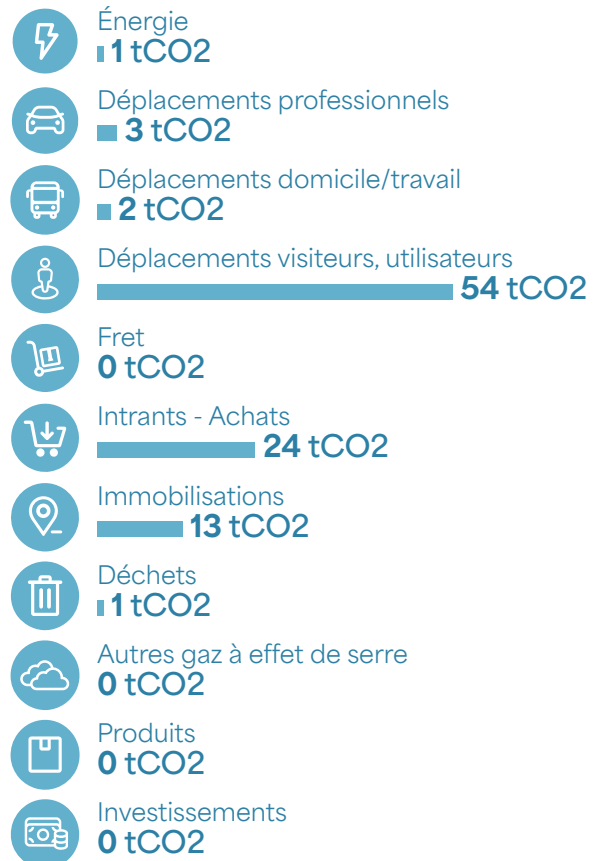 Énergie
1 tCO2
Déplacements professionnels
3 tCO2
Déplacements domicile/travail
2 tCO2
Déplacements visiteurs, utilisateurs
54 tCO2
Fret
0 tCO2
Intrants - Achats
24 tCO2
Immobilisations
13 tCO2
Déchets
1 tCO2
Autres gaz à effet de serre
0 tCO2
Produits
0 tCO2
Investissements
0 tCO2